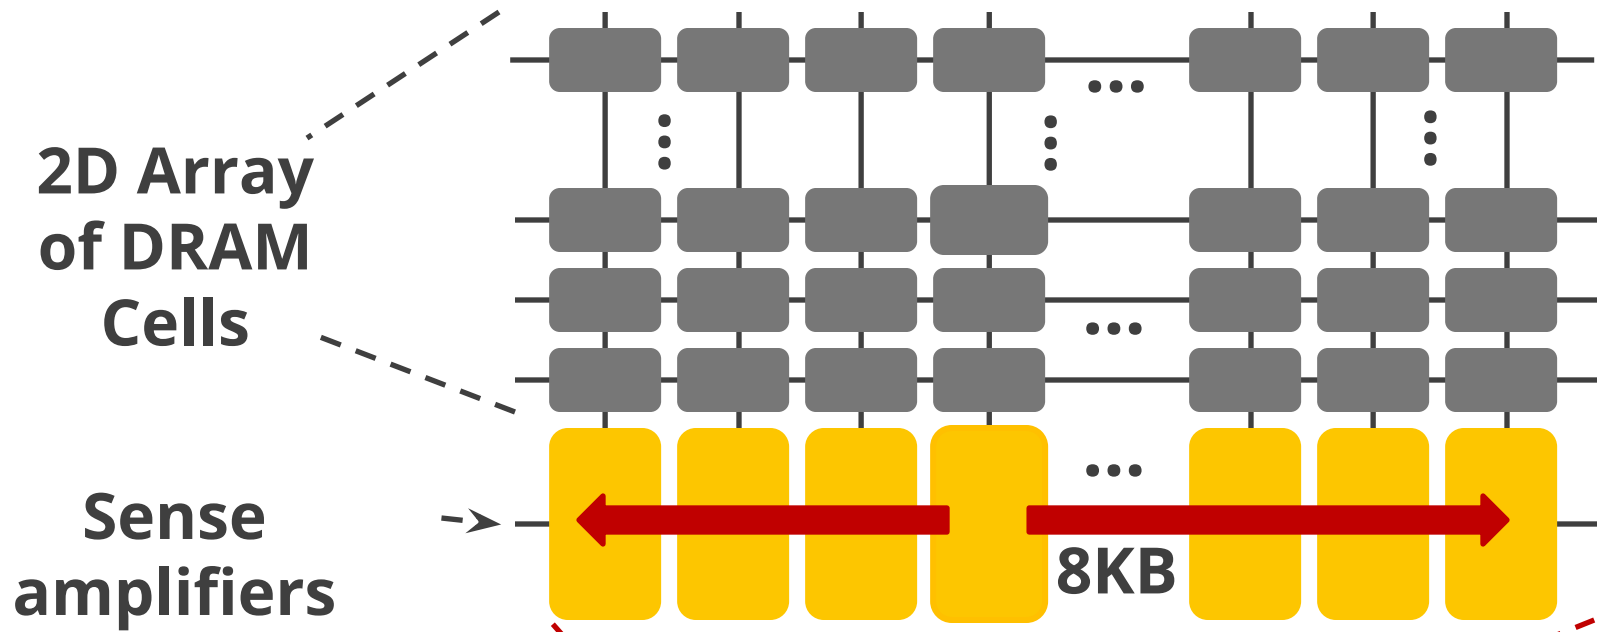 2D Array
of DRAM
Cells
Sense
amplifiers
8KB